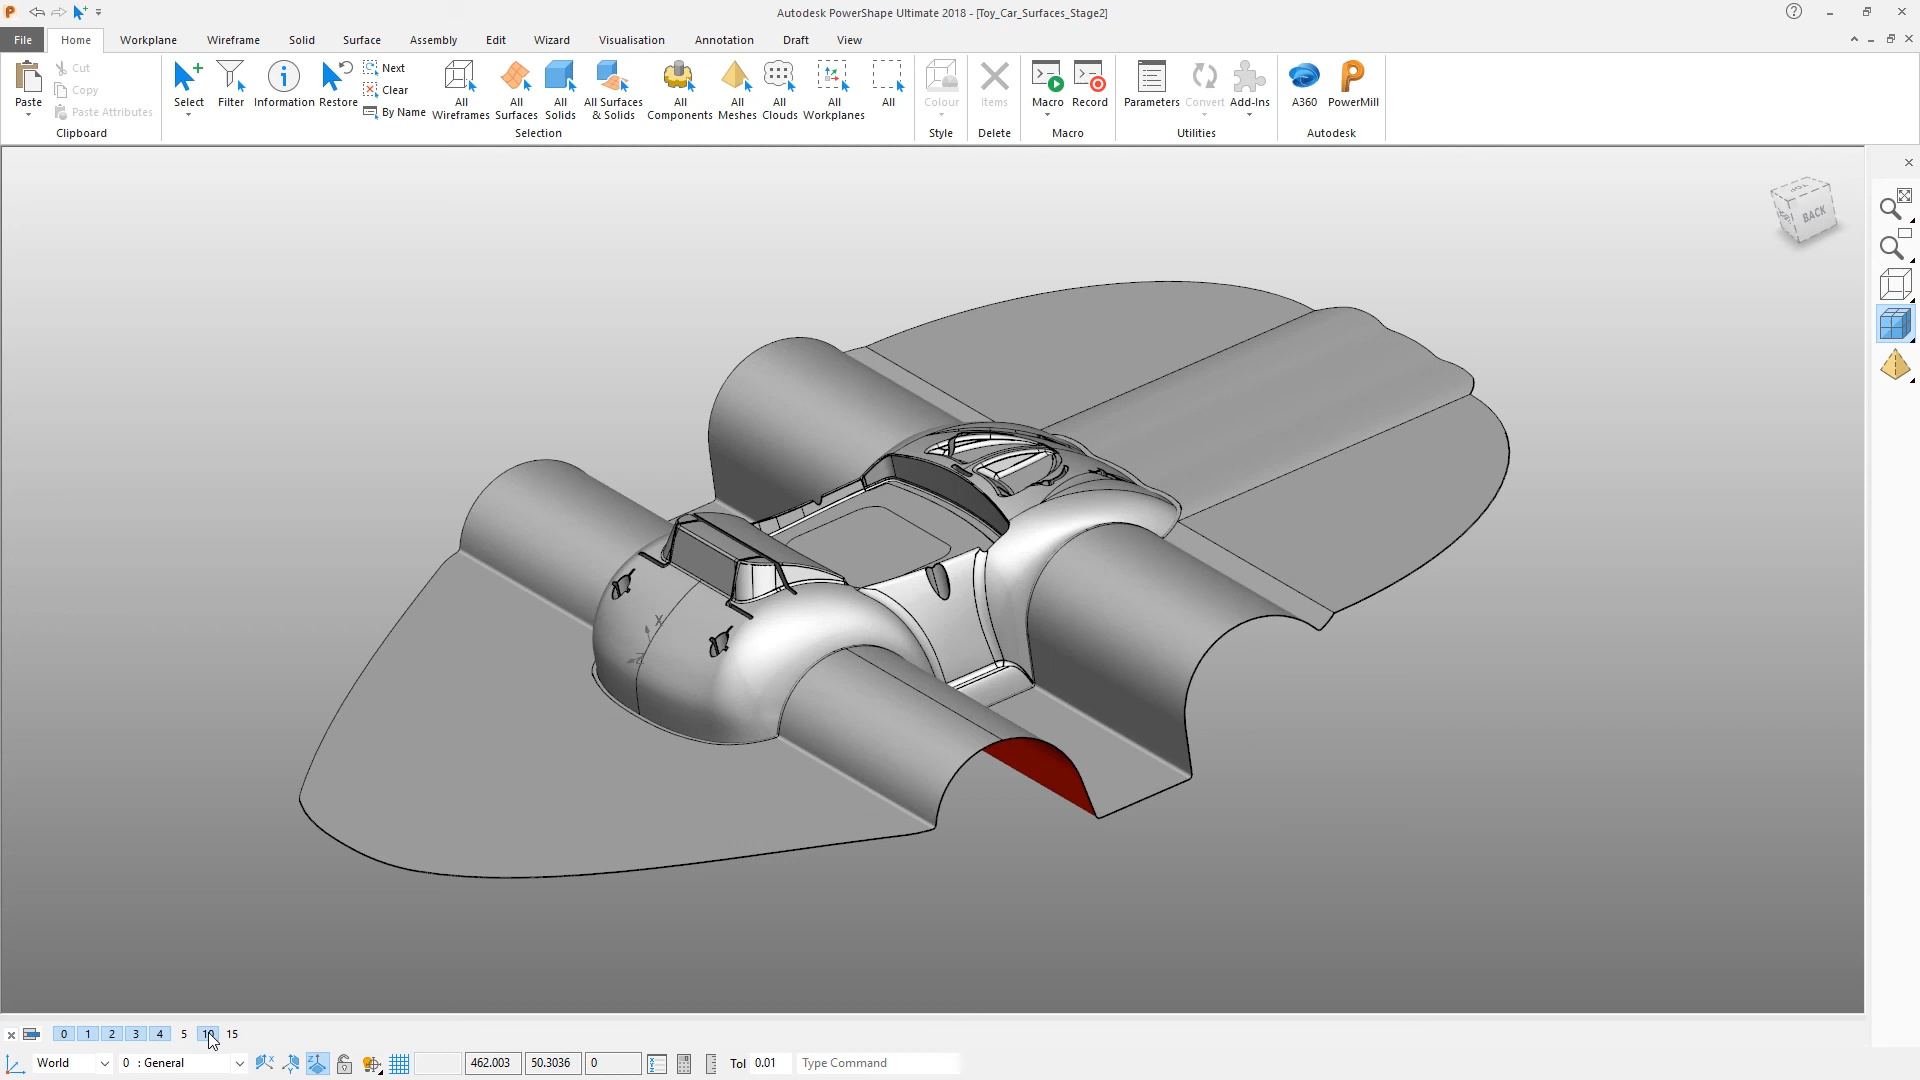 Autodesk PowerShape Ultimate 2018 - [Toy_Car_Surfaces_Stage2]
File Home Workplane Wireframe Solid Surface Assembly Edit Wizard Visualisation Annotation Draft View
Paste
Cut
Copy
Paste Attributes
Clipboard
Select
Filter
Information
Restore
Next
Clear
By Name
All Wireframes
All Surfaces
All Solids
All Surfaces & Solids
All Components
All Meshes
All Clouds
All Workplanes
All
Selection
Colour
Style
Items
Delete
Macro
Record
Macro
Parameters
Convert
Add-Ins
Utilities
A360
PowerMill
Autodesk
TOP
BACK
X
Z
0 1 2 3 4 5 10 15
World 0 : General 462.003 50.3036 0 Tol 0.01 Type Command